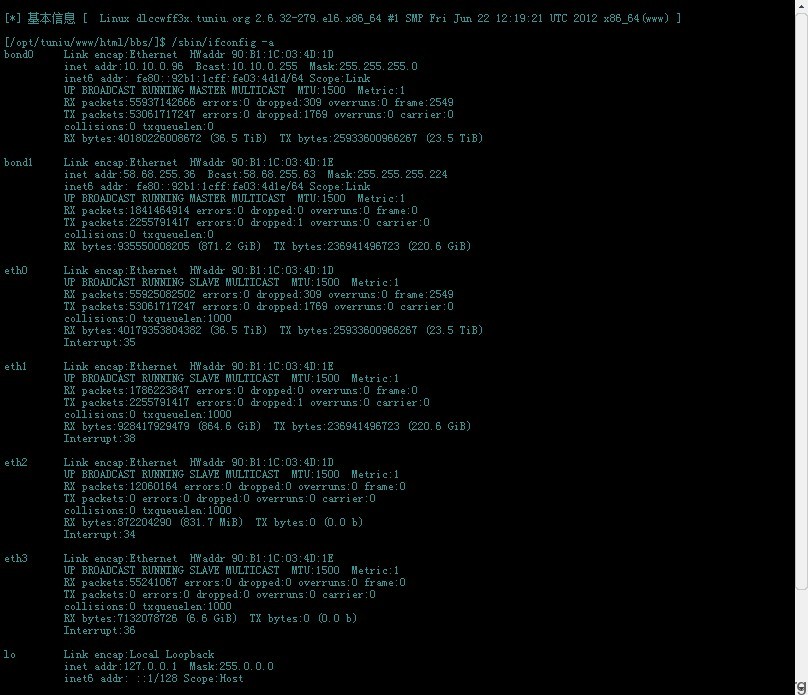 [*] 基本信息 [  Linux dlccwff3x.tuniu.org 2.6.32-279.el6.x86_64 #1 SMP Fri Jun 22 12:19:21 UTC 2012 x86_64(www) ]
[/opt/tuniu/www/html/bbs/]$ /sbin/ifconfig -a
bond0     Link encap:Ethernet  HWaddr 90:B1:1C:03:4D:1D
          inet addr:10.10.0.96  Bcast:10.10.0.255  Mask:255.255.255.0
          inet6 addr: fe80::92b1:1cff:fe03:4d1d/64 Scope:Link
          UP BROADCAST RUNNING MASTER MULTICAST  MTU:1500  Metric:1
          RX packets:55937142666 errors:0 dropped:309 overruns:0 frame:2549
          TX packets:53061717247 errors:0 dropped:1769 overruns:0 carrier:0
          collisions:0 txqueuelen:0
          RX bytes:40180226008672 (36.5 TiB)  TX bytes:25933600966267 (23.5 TiB)
bond1     Link encap:Ethernet  HWaddr 90:B1:1C:03:4D:1E
          inet addr:58.68.255.36  Bcast:58.68.255.63  Mask:255.255.255.224
          inet6 addr: fe80::92b1:1cff:fe03:4d1e/64 Scope:Link
          UP BROADCAST RUNNING MASTER MULTICAST  MTU:1500  Metric:1
          RX packets:1841464914 errors:0 dropped:0 overruns:0 frame:0
          TX packets:2255791417 errors:0 dropped:1 overruns:0 carrier:0
          collisions:0 txqueuelen:0
          RX bytes:935550008205 (871.2 GiB)  TX bytes:236941496723 (220.6 GiB)
eth0      Link encap:Ethernet  HWaddr 90:B1:1C:03:4D:1D
          UP BROADCAST RUNNING SLAVE MULTICAST  MTU:1500  Metric:1
          RX packets:55925082502 errors:0 dropped:309 overruns:0 frame:2549
          TX packets:53061717247 errors:0 dropped:1769 overruns:0 carrier:0
          collisions:0 txqueuelen:1000
          RX bytes:40179353804382 (36.5 TiB)  TX bytes:25933600966267 (23.5 TiB)
          Interrupt:35
eth1      Link encap:Ethernet  HWaddr 90:B1:1C:03:4D:1E
          UP BROADCAST RUNNING SLAVE MULTICAST  MTU:1500  Metric:1
          RX packets:1786223847 errors:0 dropped:0 overruns:0 frame:0
          TX packets:2255791417 errors:0 dropped:1 overruns:0 carrier:0
          collisions:0 txqueuelen:1000
          RX bytes:928417929479 (864.6 GiB)  TX bytes:236941496723 (220.6 GiB)
          Interrupt:38
eth2      Link encap:Ethernet  HWaddr 90:B1:1C:03:4D:1D
          UP BROADCAST RUNNING SLAVE MULTICAST  MTU:1500  Metric:1
          RX packets:12060164 errors:0 dropped:0 overruns:0 frame:0
          TX packets:0 errors:0 dropped:0 overruns:0 carrier:0
          collisions:0 txqueuelen:1000
          RX bytes:872204290 (831.7 MiB)  TX bytes:0 (0.0 b)
          Interrupt:34
eth3      Link encap:Ethernet  HWaddr 90:B1:1C:03:4D:1E
          UP BROADCAST RUNNING SLAVE MULTICAST  MTU:1500  Metric:1
          RX packets:55241067 errors:0 dropped:0 overruns:0 frame:0
          TX packets:0 errors:0 dropped:0 overruns:0 carrier:0
          collisions:0 txqueuelen:1000
          RX bytes:7132078726 (6.6 GiB)  TX bytes:0 (0.0 b)
          Interrupt:36
lo        Link encap:Local Loopback
          inet addr:127.0.0.1  Mask:255.0.0.0
          inet6 addr: ::1/128 Scope:Host